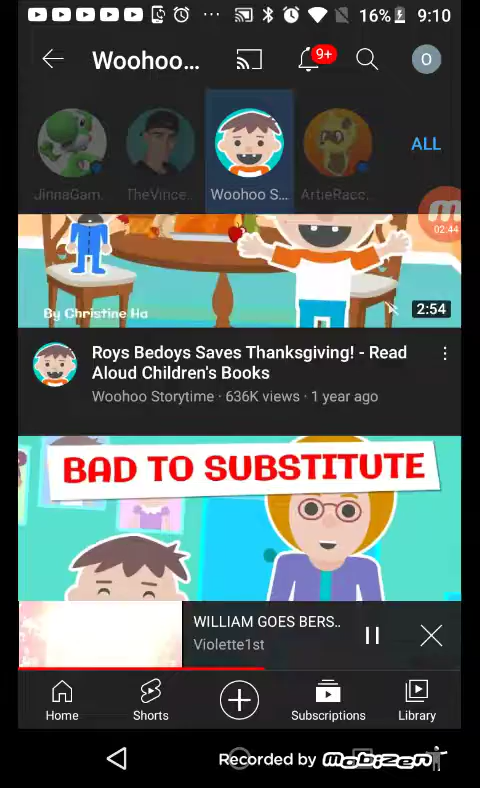 16% 9:10
Woohoo...
9+
O
JinnaGam..
TheVince..
Woohoo S...
ArtieRacc..
ALL
02:44
By Christine Ha
2:54
Roys Bedoys Saves Thanksgiving! - Read
Aloud Children's Books
Woohoo Storytime · 636K views · 1 year ago
BAD TO SUBSTITUTE
WILLIAM GOES BERS..
Violette1st
Home
Shorts
Subscriptions
Library
Recorded by Mobizen